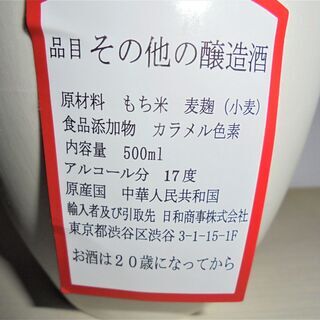 品目 その他の醸造酒
原材料 もち米 麦麹（小麦）
食品添加物 カラメル色素
内容量 500ml
アルコール分 17度
原産国 中華人民共和国
輸入者及び引取先 日和商事株式会社
東京都渋谷区渋谷3-1-15-1F
お酒は20歳になってから